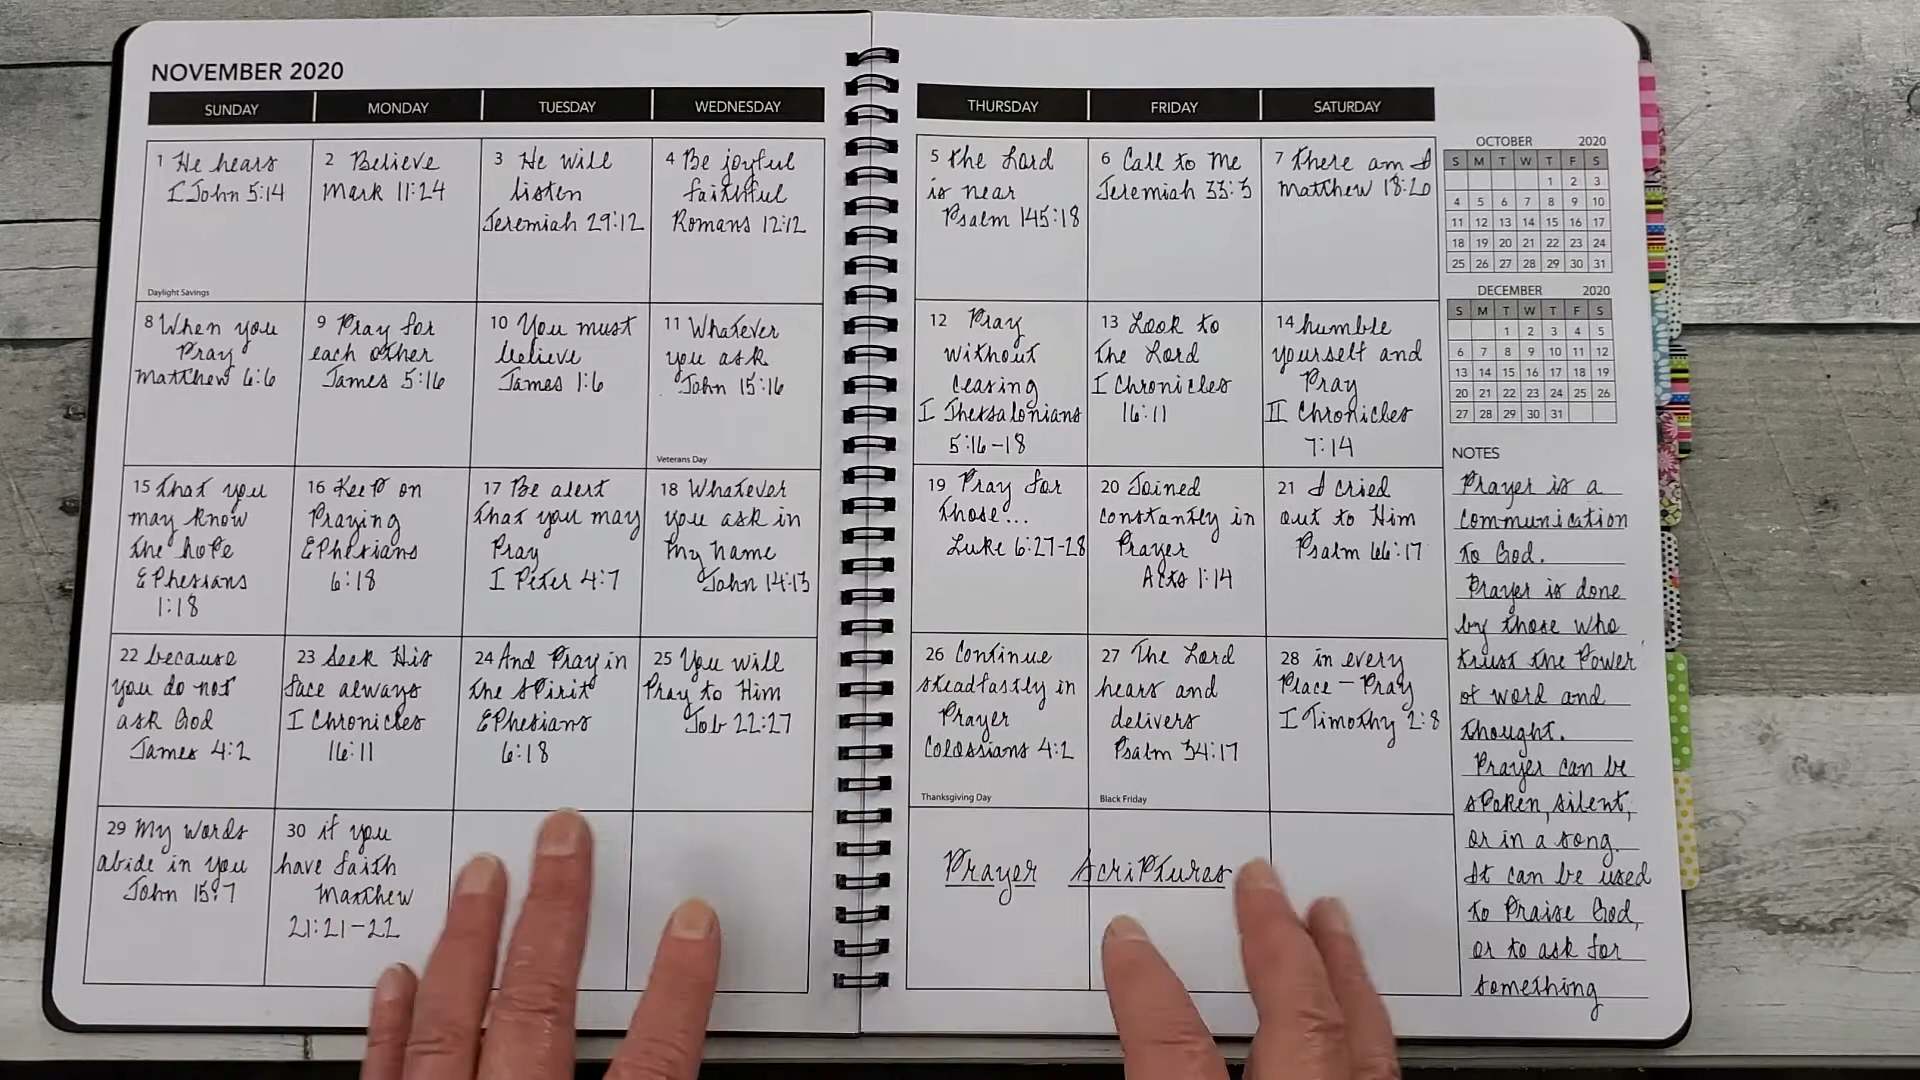 NOVEMBER 2020
SUNDAY MONDAY TUESDAY WEDNESDAY
1 He hears
I John 5:14
Daylight Savings
2 Believe
Mark 11:24
3 He will
listen
Jeremiah 29:12
4 Be joyful
faithful
Romans 12:12
8 When you
Pray
Matthew 6:6
9 Pray for
each other
James 5:16
10 You must
believe
James 1:6
11 Whatever
you ask
John 15:16
Veterans Day
15 that you
may know
the hope
EPhesians
1:18
16 KeeP on
Praying
EPhesians
6:18
17 Be alert
that you may
Pray
I Peter 4:7
18 Whatever
you ask in
my name
John 14:13
22 because
you do not
ask God
James 4:2
23 Seek His
face always
I Chronicles
16:11
24 And Pray in
the sPirit
EPhesians
6:18
25 You will
Pray to Him
Job 22:27
29 My words
abide in you
John 15:7
30 if you
have faith
Matthew
21:21-22
THURSDAY FRIDAY SATURDAY
5 the Lord
is near
Psalm 145:18
6 Call to me
Jeremiah 33:3
7 there am I
Matthew 18:20
12 Pray
without
ceasing
I Thessalonians
5:16-18
13 Look to
the Lord
I Chronicles
16:11
14 humble
yourself and
Pray
II Chronicles
7:14
19 Pray for
those...
Luke 6:27-28
20 Joined
constantly in
Prayer
Acts 1:14
21 I cried
out to Him
Psalm 66:17
26 Continue
steadfastly in
Prayer
Colossians 4:2
Thanksgiving Day
27 The Lord
hears and
delivers
Psalm 34:17
Black Friday
28 in every
Place - Pray
I Timothy 2:8
Prayer ScriPtures
OCTOBER 2020
S M T W T F S
1 2 3
4 5 6 7 8 9 10
11 12 13 14 15 16 17
18 19 20 21 22 23 24
25 26 27 28 29 30 31
DECEMBER 2020
S M T W T F S
1 2 3 4 5
6 7 8 9 10 11 12
13 14 15 16 17 18 19
20 21 22 23 24 25 26
27 28 29 30 31
NOTES
Prayer is a
communication
to God.
Prayer is done
by those who
trust the Power
of word and
thought.
Prayer can be
sPoken, silent,
or in a song.
It can be used
to Praise God,
or to ask for
something